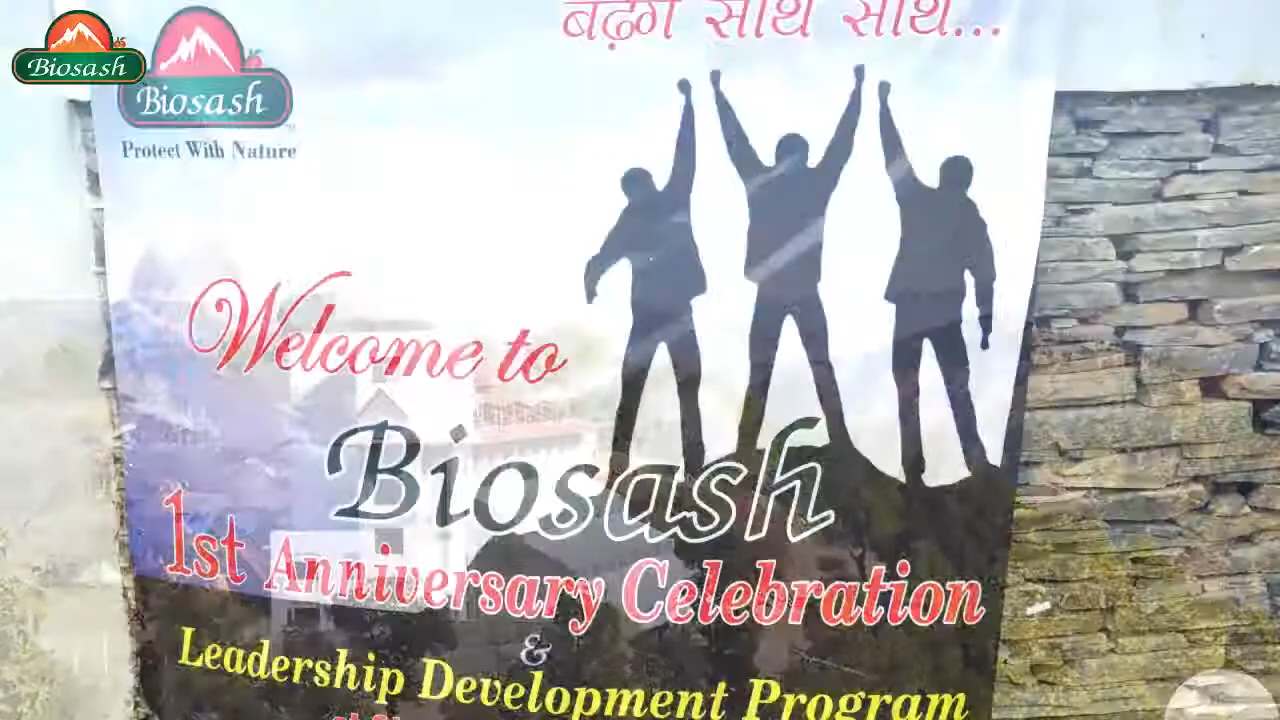 बढ़ेंगे साथ साथ...
Biosash
Biosash
Protect With Nature
Welcome to
Biosash
1st Anniversary Celebration
&
Leadership Development Program